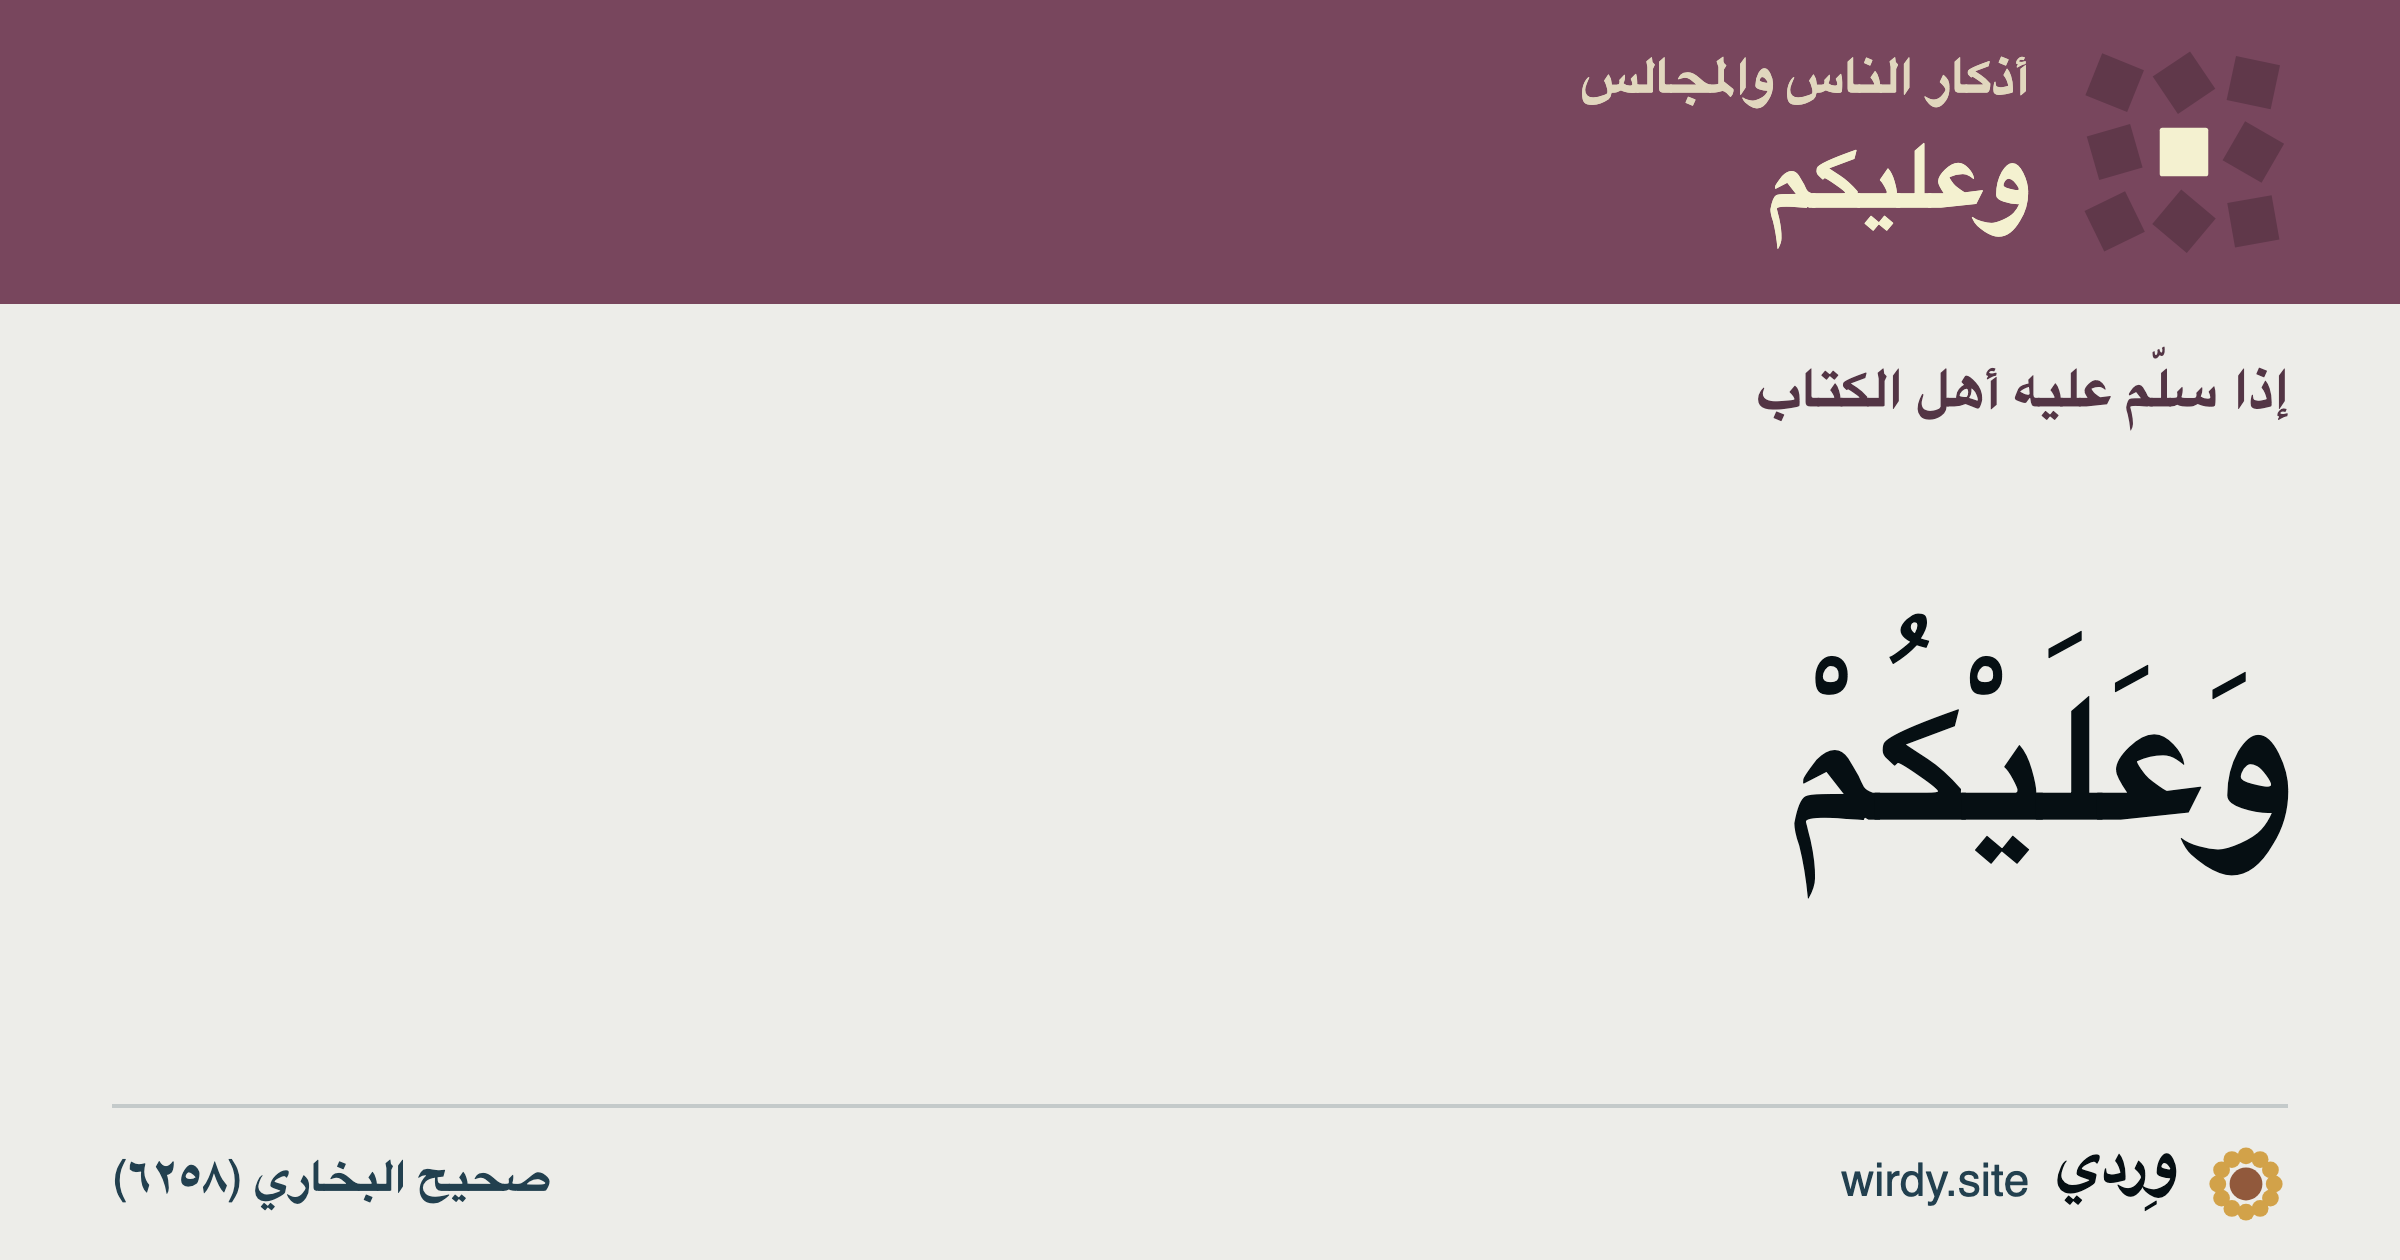 أذكار الناس والمجالس
وعليكم
إذا سلّم عليه أهل الكتاب
وَعَلَيْكُمْ
وِردي wirdy.site
صحيح البخاري (٦٢٥٨)